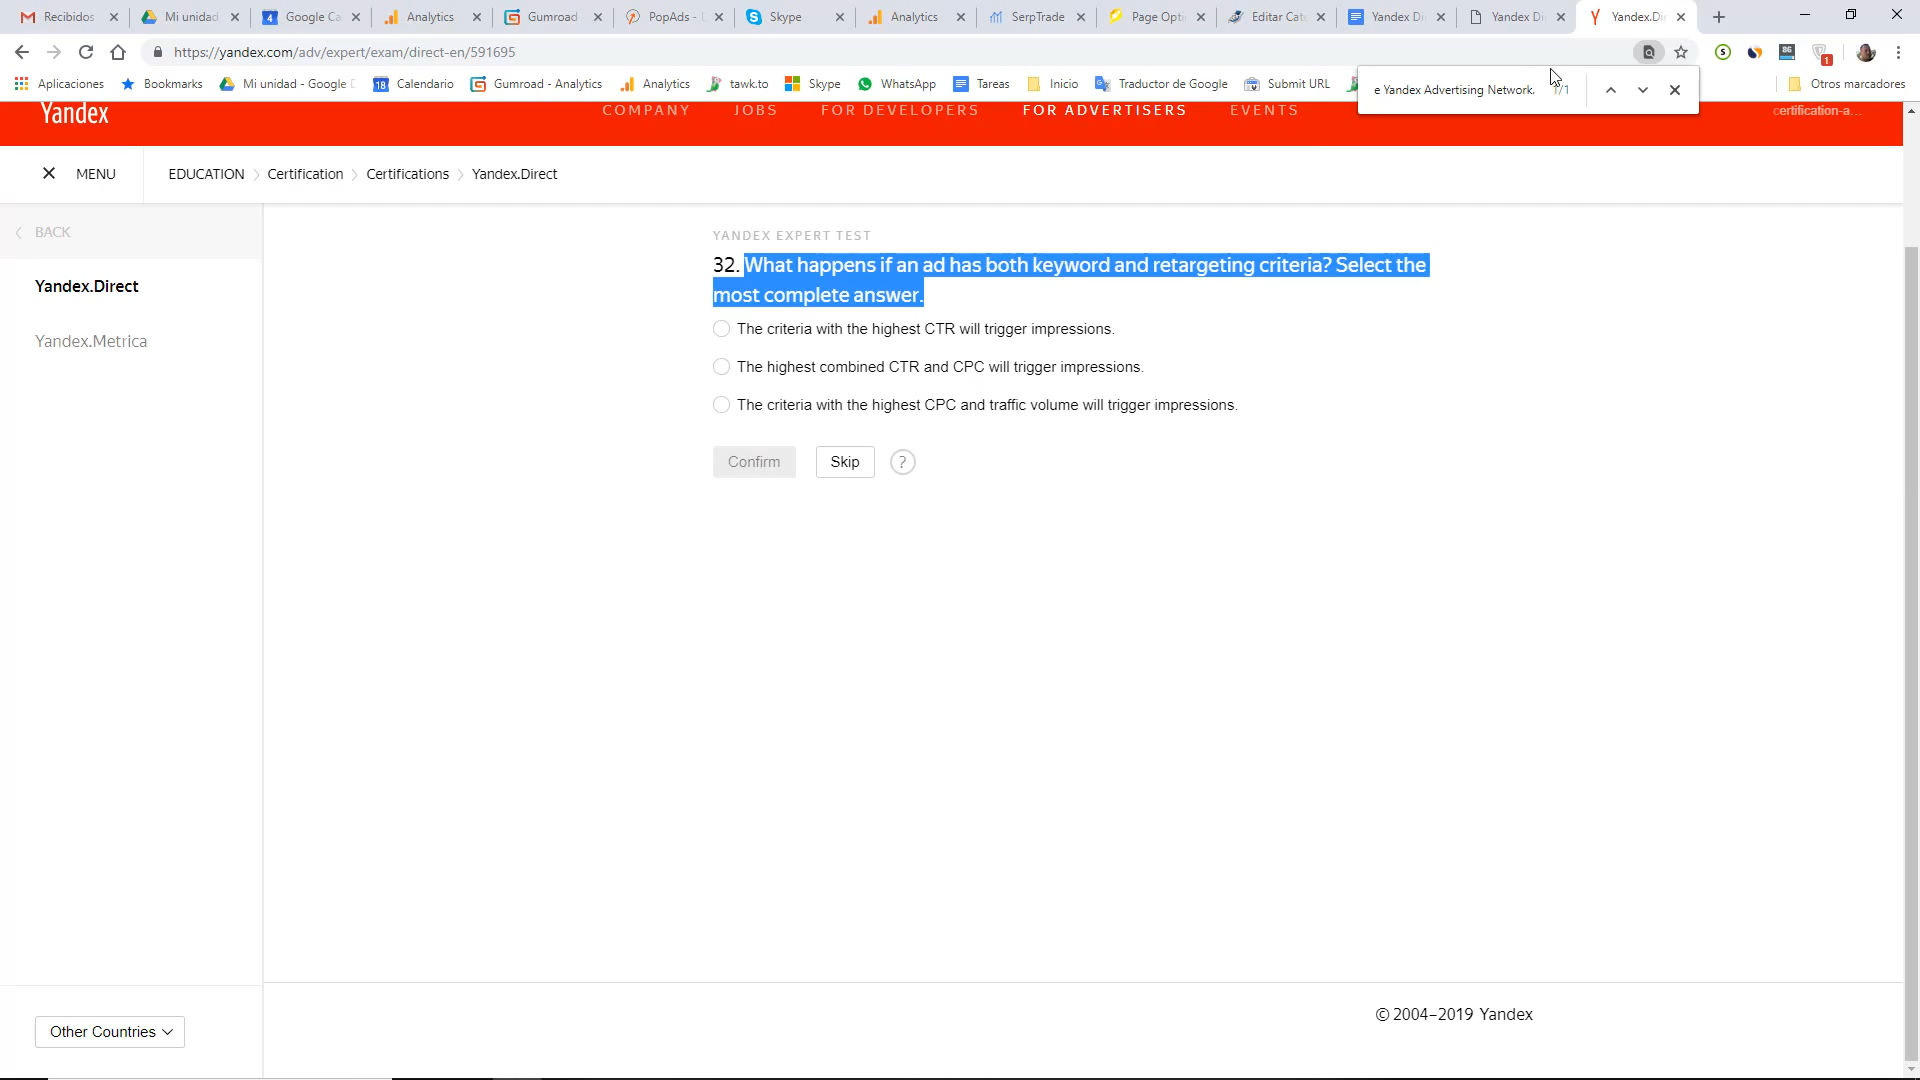 Recibidos
Mi unidad
Google Ca
Analytics
Gumroad
PopAds -
Skype
Analytics
SerpTrade
Page Opti
Editar Cat
Yandex Di
Yandex Di
Yandex.Di
https://yandex.com/adv/expert/exam/direct-en/591695
Aplicaciones
Bookmarks
Mi unidad - Google
Calendario
Gumroad - Analytics
Analytics
tawk.to
Skype
WhatsApp
Tareas
Inicio
Traductor de Google
Submit URL
e Yandex Advertising Network. 1/1
Otros marcadores
Yandex
COMPANY
JOBS
FOR DEVELOPERS
FOR ADVERTISERS
EVENTS
certification-a...
MENU
EDUCATION > Certification > Certifications > Yandex.Direct
BACK
Yandex.Direct
Yandex.Metrica
YANDEX EXPERT TEST
32. What happens if an ad has both keyword and retargeting criteria? Select the
most complete answer.
The criteria with the highest CTR will trigger impressions.
The highest combined CTR and CPC will trigger impressions.
The criteria with the highest CPC and traffic volume will trigger impressions.
Confirm
Skip
?
Other Countries
© 2004–2019 Yandex